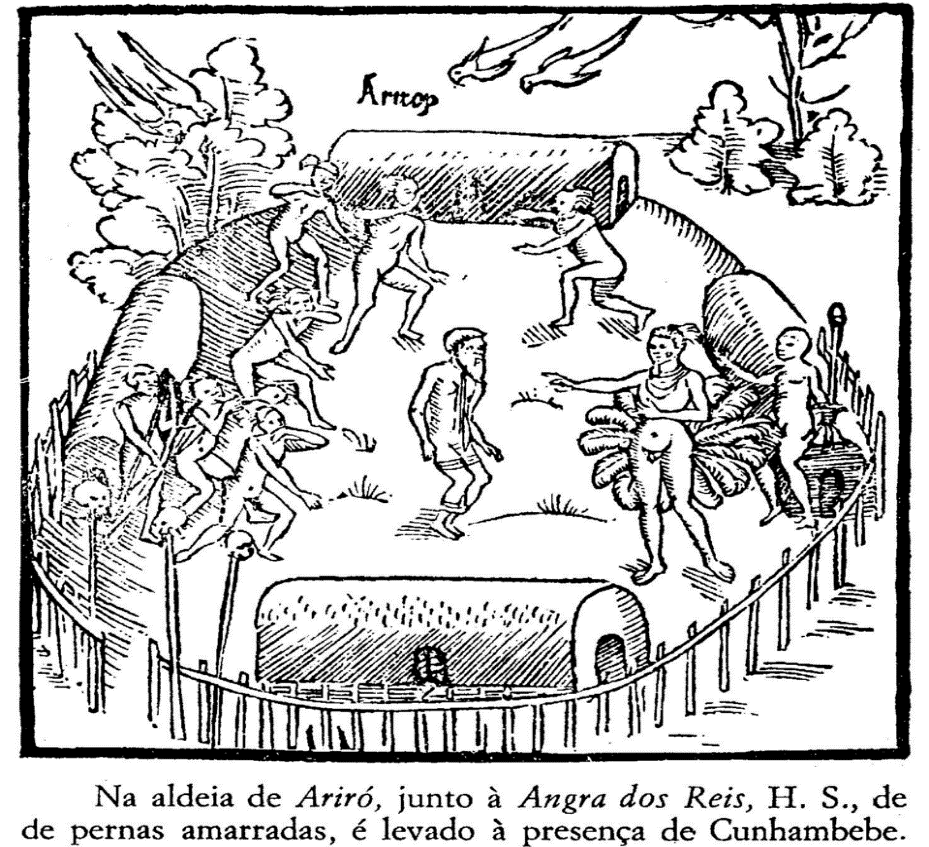 Arirop
Na aldeia de Ariró, junto à Angra dos Reis, H. S., de
de pernas amarradas, é levado à presença de Cunhambebe.